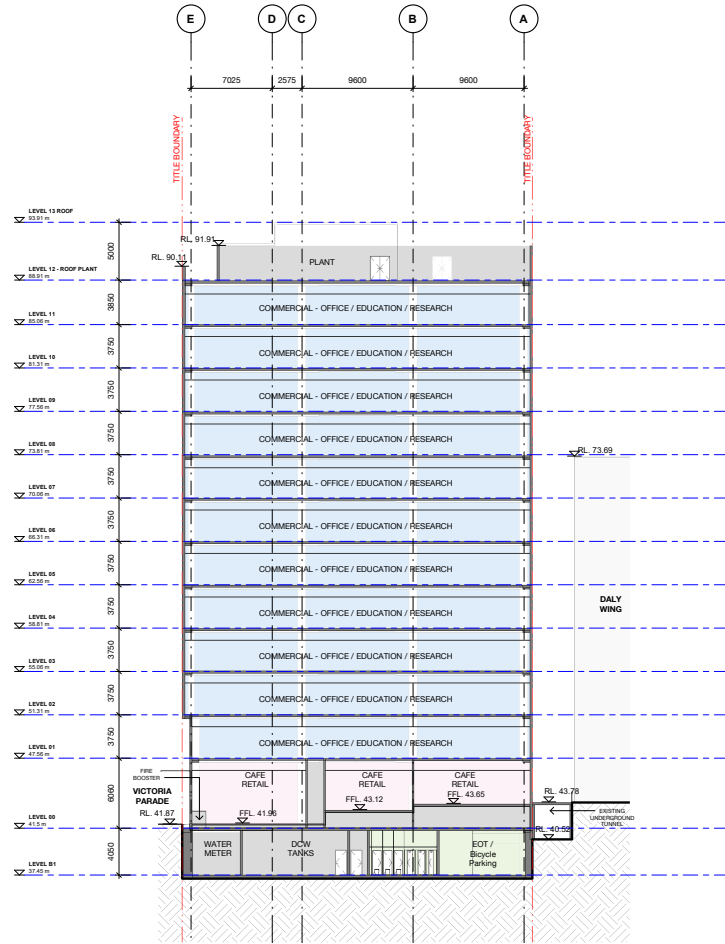 E
D
C
B
A
7025
2575
9600
9600
TITLE BOUNDARY
TITLE BOUNDARY
LEVEL 13 ROOF
93.91 m
5000
RL. 91.91
RL. 90.11
PLANT
LEVEL 12 - ROOF PLANT
88.91 m
3850
COMMERCIAL - OFFICE / EDUCATION / RESEARCH
LEVEL 11
85.06 m
3750
COMMERCIAL - OFFICE / EDUCATION / RESEARCH
LEVEL 10
81.31 m
3750
COMMERCIAL - OFFICE / EDUCATION / RESEARCH
LEVEL 09
77.56 m
3750
COMMERCIAL - OFFICE / EDUCATION / RESEARCH
LEVEL 08
73.81 m
RL. 73.69
3750
COMMERCIAL - OFFICE / EDUCATION / RESEARCH
LEVEL 07
70.06 m
3750
COMMERCIAL - OFFICE / EDUCATION / RESEARCH
LEVEL 06
66.31 m
3750
COMMERCIAL - OFFICE / EDUCATION / RESEARCH
LEVEL 05
62.56 m
3750
COMMERCIAL - OFFICE / EDUCATION / RESEARCH
DALY
WING
LEVEL 04
58.81 m
3750
COMMERCIAL - OFFICE / EDUCATION / RESEARCH
LEVEL 03
55.06 m
3750
COMMERCIAL - OFFICE / EDUCATION / RESEARCH
LEVEL 02
51.31 m
3750
COMMERCIAL - OFFICE / EDUCATION / RESEARCH
LEVEL 01
47.56 m
6060
FIRE
BOOSTER
CAFE
RETAIL
CAFE
RETAIL
CAFE
RETAIL
VICTORIA
PARADE
RL. 41.87
FFL. 41.96
FFL. 43.12
FFL. 43.65
RL. 43.78
EXISTING
UNDERGROUND
TUNNEL
RL. 40.52
LEVEL 00
41.5 m
4050
WATER
METER
DCW
TANKS
EOT /
Bicycle
Parking
LEVEL B1
37.45 m